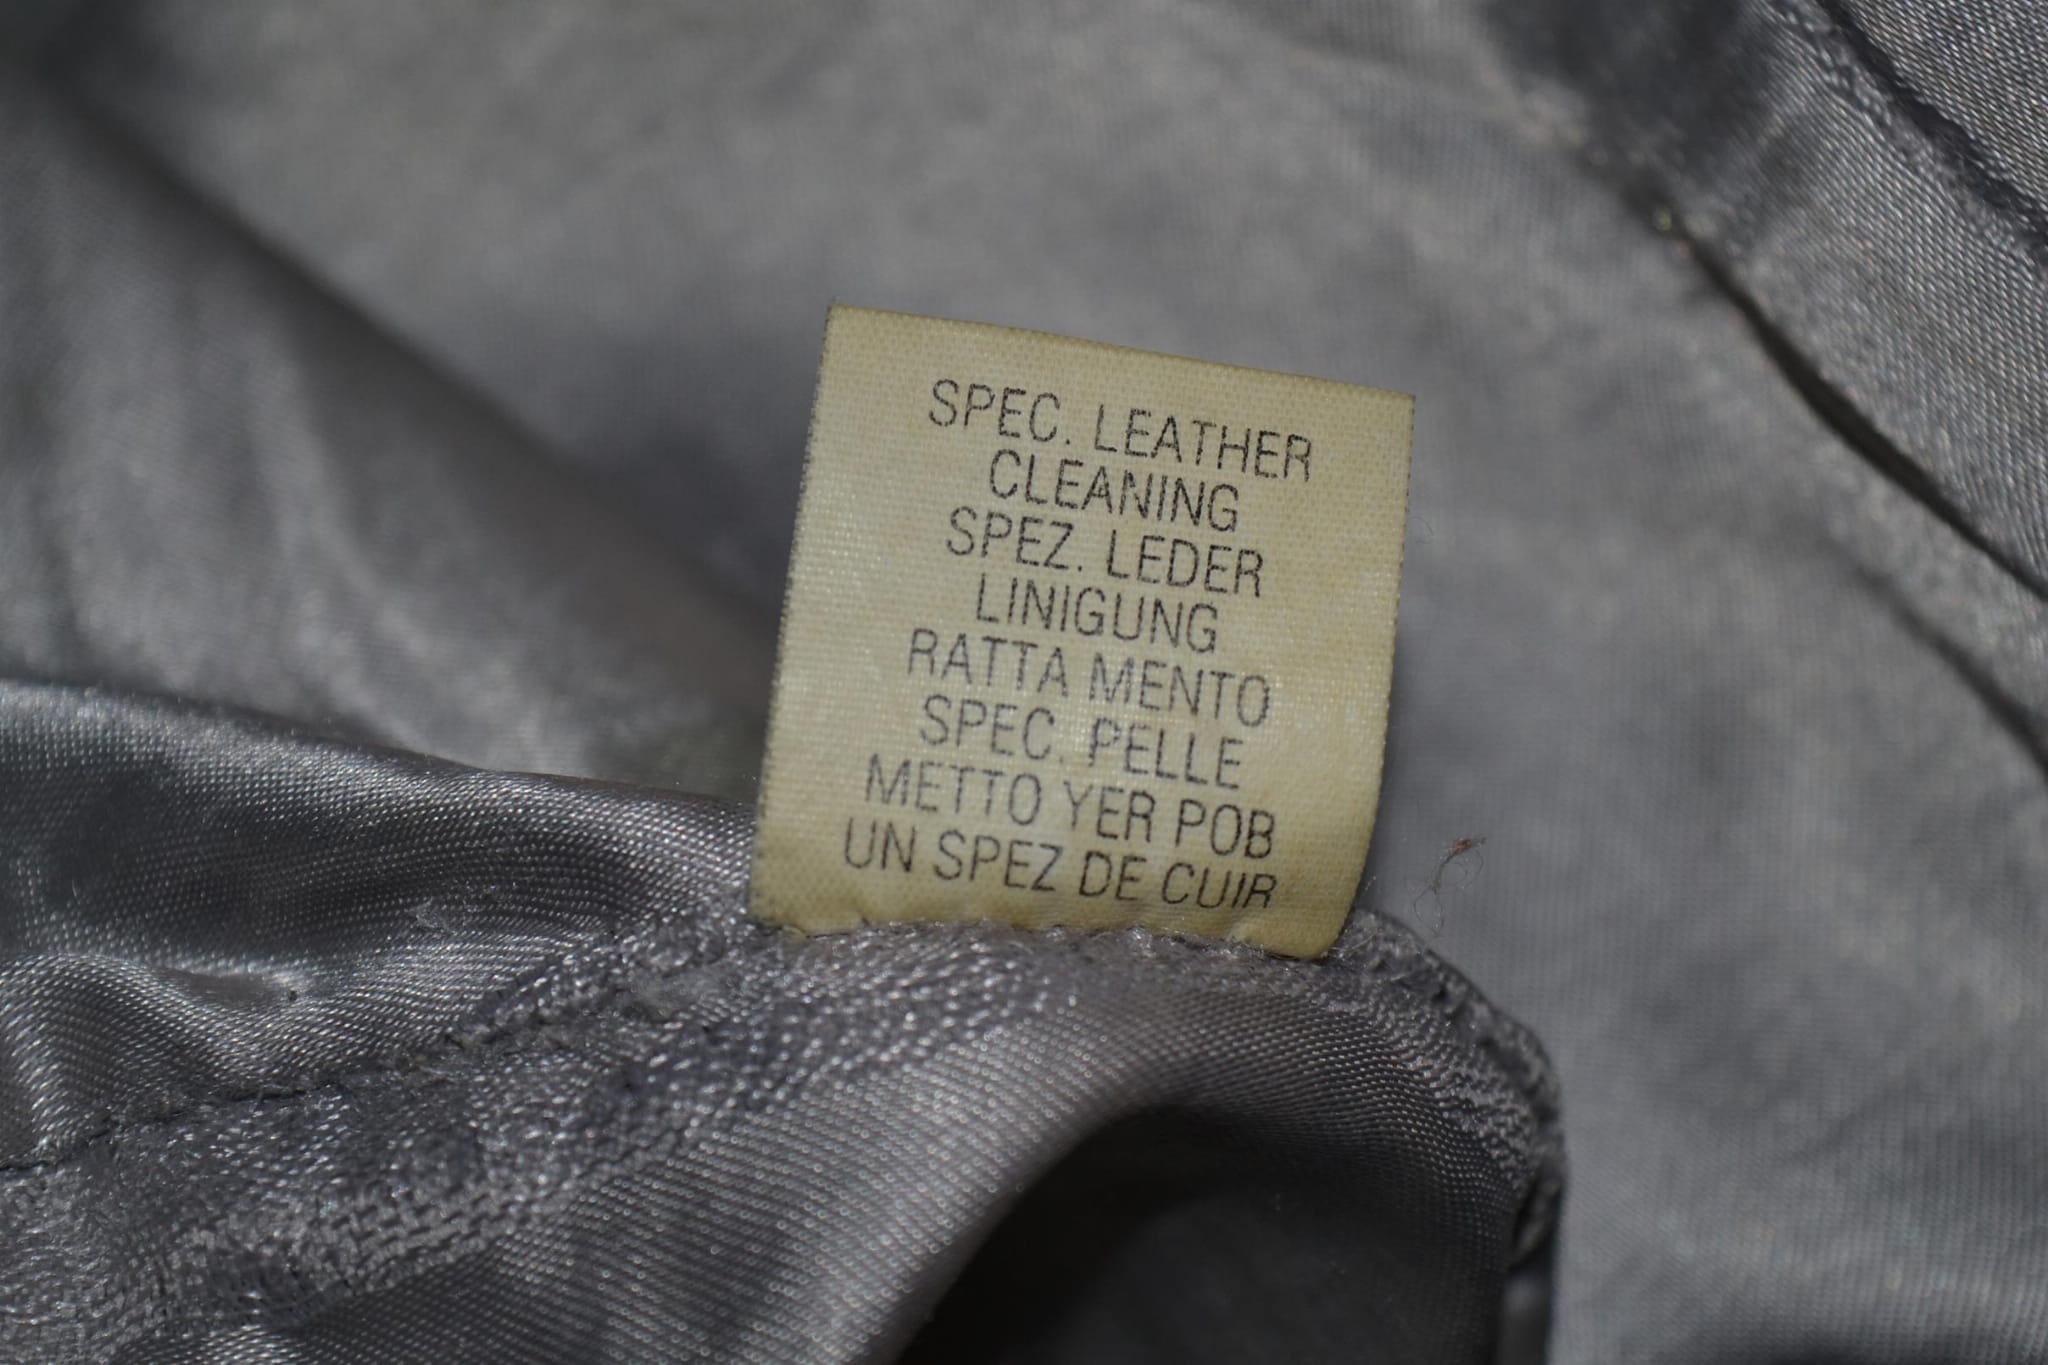 SPEC. LEATHER
CLEANING
SPEZ. LEDER
LINIGUNG
RATTA MENTO
SPEC. PELLE
METTO YER POB
UN SPEZ DE CUIR